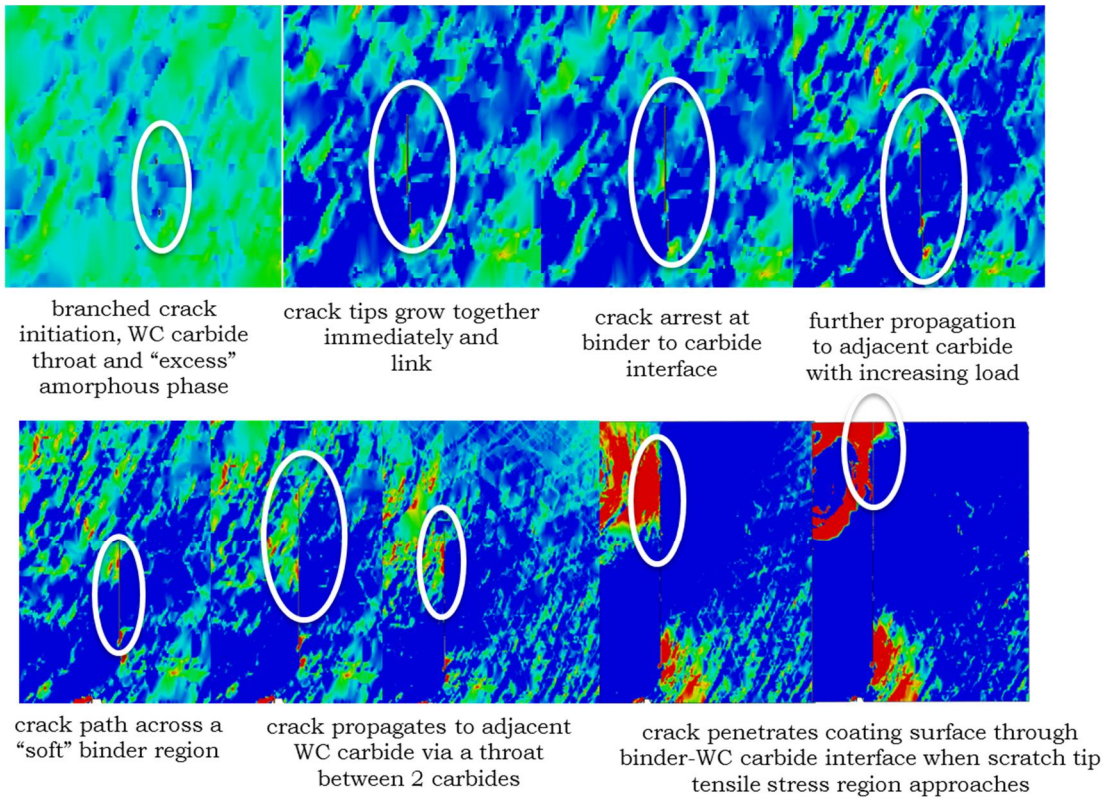 branched crack
initiation, WC carbide
throat and “excess”
amorphous phase
crack tips grow together
immediately and
link
crack arrest at
binder to carbide
interface
further propagation
to adjacent carbide
with increasing load
crack path across a
“soft” binder region
crack propagates to adjacent
WC carbide via a throat
between 2 carbides
crack penetrates coating surface through
binder-WC carbide interface when scratch tip
tensile stress region approaches